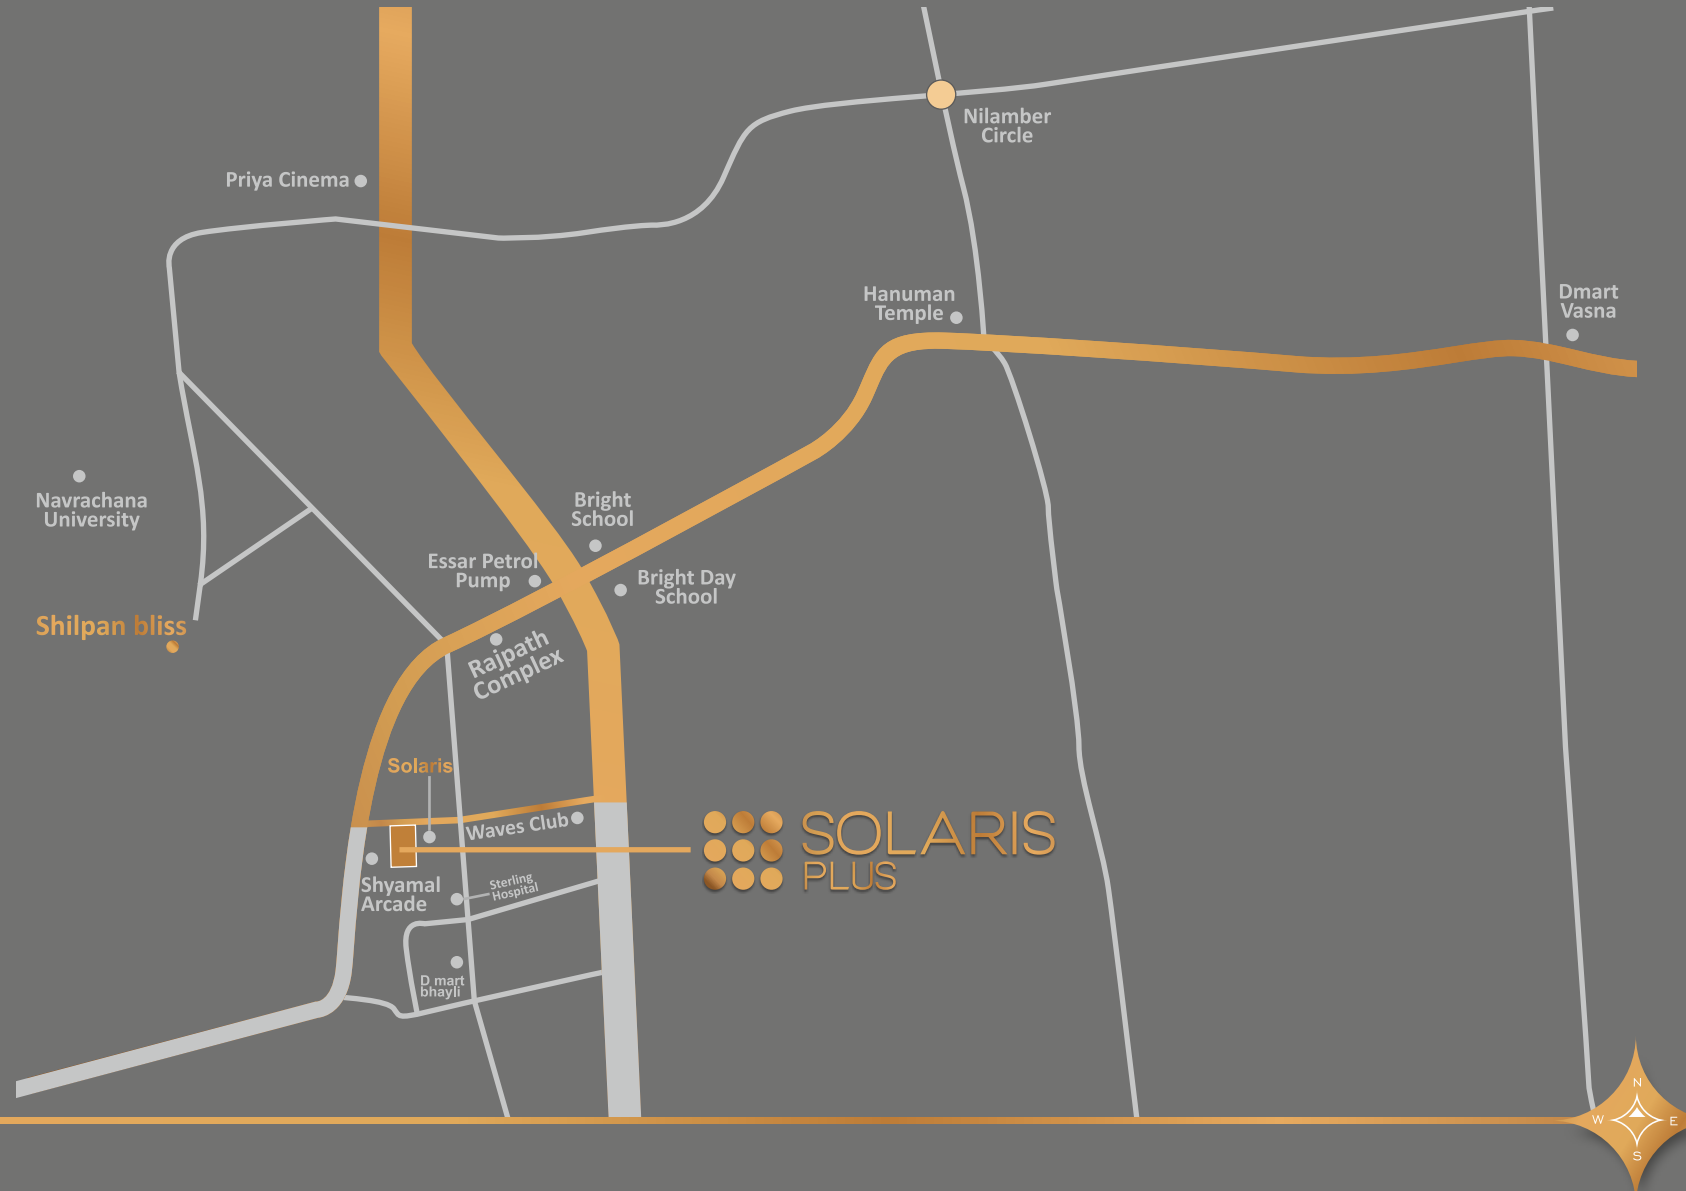 Nilamber
Circle
Priya Cinema
Hanuman
Temple
Dmart
Vasna
Navrachana
University
Bright
School
Essar Petrol
Pump
Bright Day
School
Shilpan bliss
Rajpath
Complex
Solaris
Waves Club
SOLARIS
PLUS
Shyamal
Arcade
Sterling
Hospital
D mart
bhayli
N
W E
S